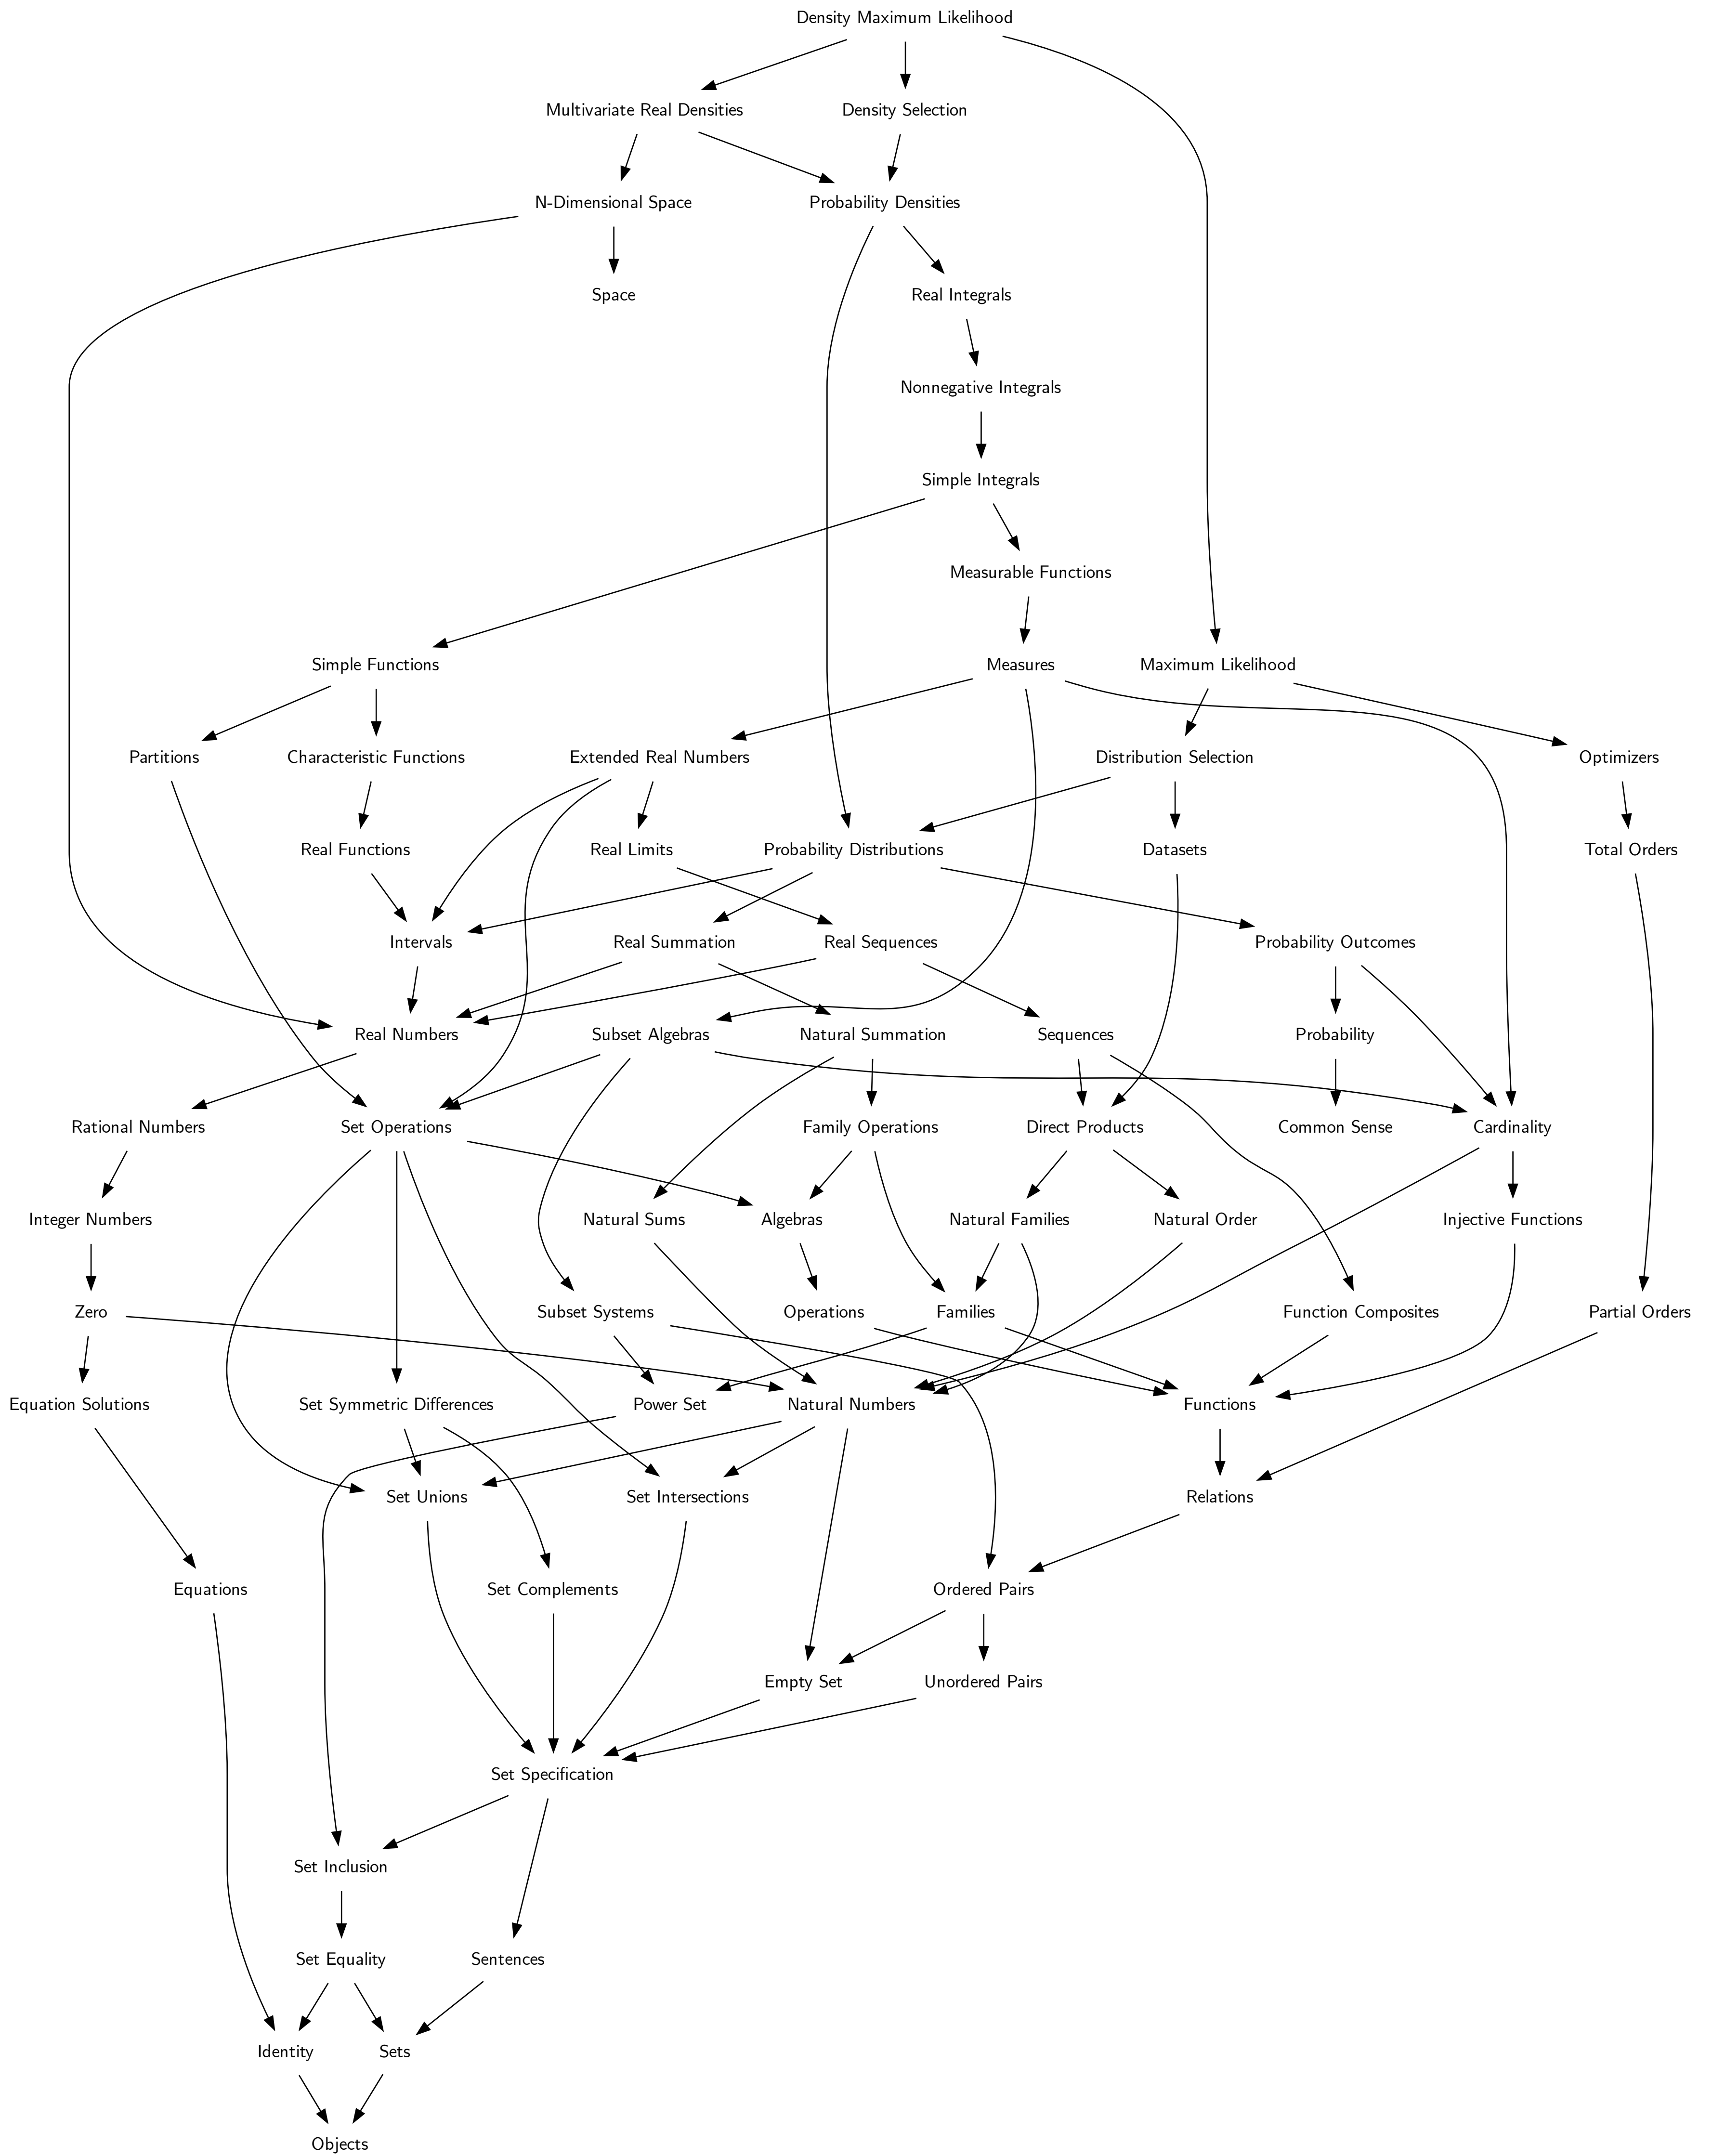 Density Maximum Likelihood
Multivariate Real Densities
Density Selection
N-Dimensional Space
Probability Densities
Space
Real Integrals
Nonnegative Integrals
Simple Integrals
Measurable Functions
Simple Functions
Measures
Maximum Likelihood
Partitions
Characteristic Functions
Extended Real Numbers
Distribution Selection
Optimizers
Real Functions
Real Limits
Probability Distributions
Datasets
Total Orders
Intervals
Real Summation
Real Sequences
Probability Outcomes
Real Numbers
Subset Algebras
Natural Summation
Sequences
Probability
Rational Numbers
Set Operations
Family Operations
Direct Products
Common Sense
Cardinality
Integer Numbers
Natural Sums
Algebras
Natural Families
Natural Order
Injective Functions
Zero
Subset Systems
Operations
Families
Function Composites
Partial Orders
Equation Solutions
Set Symmetric Differences
Power Set
Natural Numbers
Functions
Set Unions
Set Intersections
Relations
Equations
Set Complements
Ordered Pairs
Empty Set
Unordered Pairs
Set Specification
Set Inclusion
Set Equality
Sentences
Identity
Sets
Objects